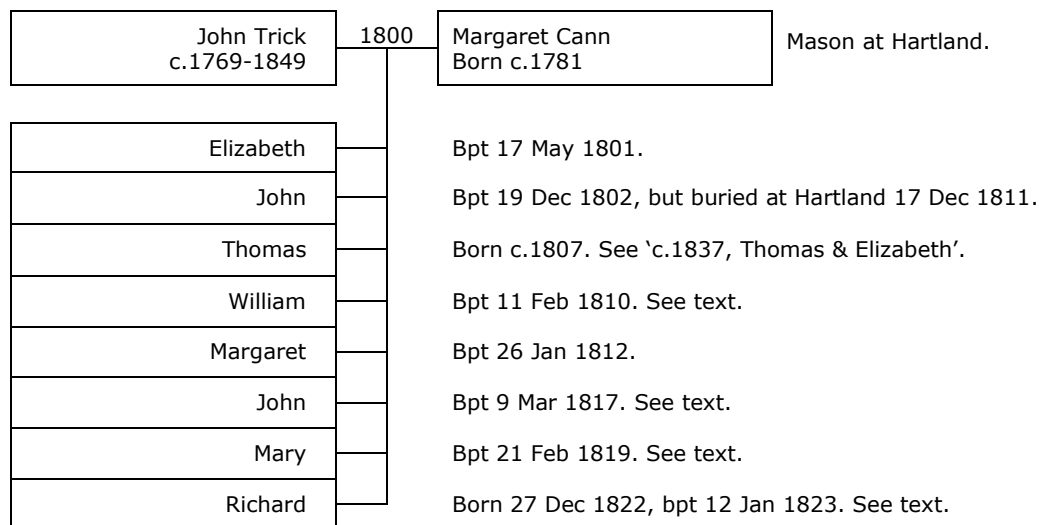 John Trick 1800 Margaret Cann Mason at Hartland.
c.1769-1849 Born c.1781
Elizabeth Bpt 17 May 1801.
John Bpt 19 Dec 1802, but buried at Hartland 17 Dec 1811.
Thomas Born c.1807. See ‘c.1837, Thomas & Elizabeth’.
William Bpt 11 Feb 1810. See text.
Margaret Bpt 26 Jan 1812.
John Bpt 9 Mar 1817. See text.
Mary Bpt 21 Feb 1819. See text.
Richard Born 27 Dec 1822, bpt 12 Jan 1823. See text.